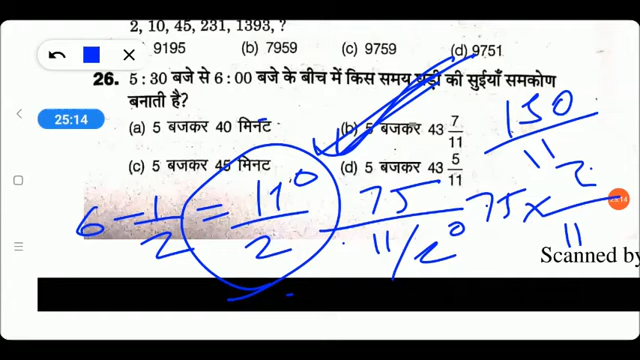 2, 10, 45, 231, 1393, ?
9195 (b) 7959 (c) 9759 (d) 9751
26. 5 : 30 बजे से 6 : 00 बजे के बीच में किस समय घड़ी की सुईयाँ समकोण
बनाती है?
25:14
(a) 5 बजकर 40 मिनट (b) 5 बजकर 43 7/11
(c) 5 बजकर 45 मिनट (d) 5 बजकर 43 5/11
150/11
6 - 1/2 = 11°/2 75/(11/2°) 75 × 2/11
Scanned by